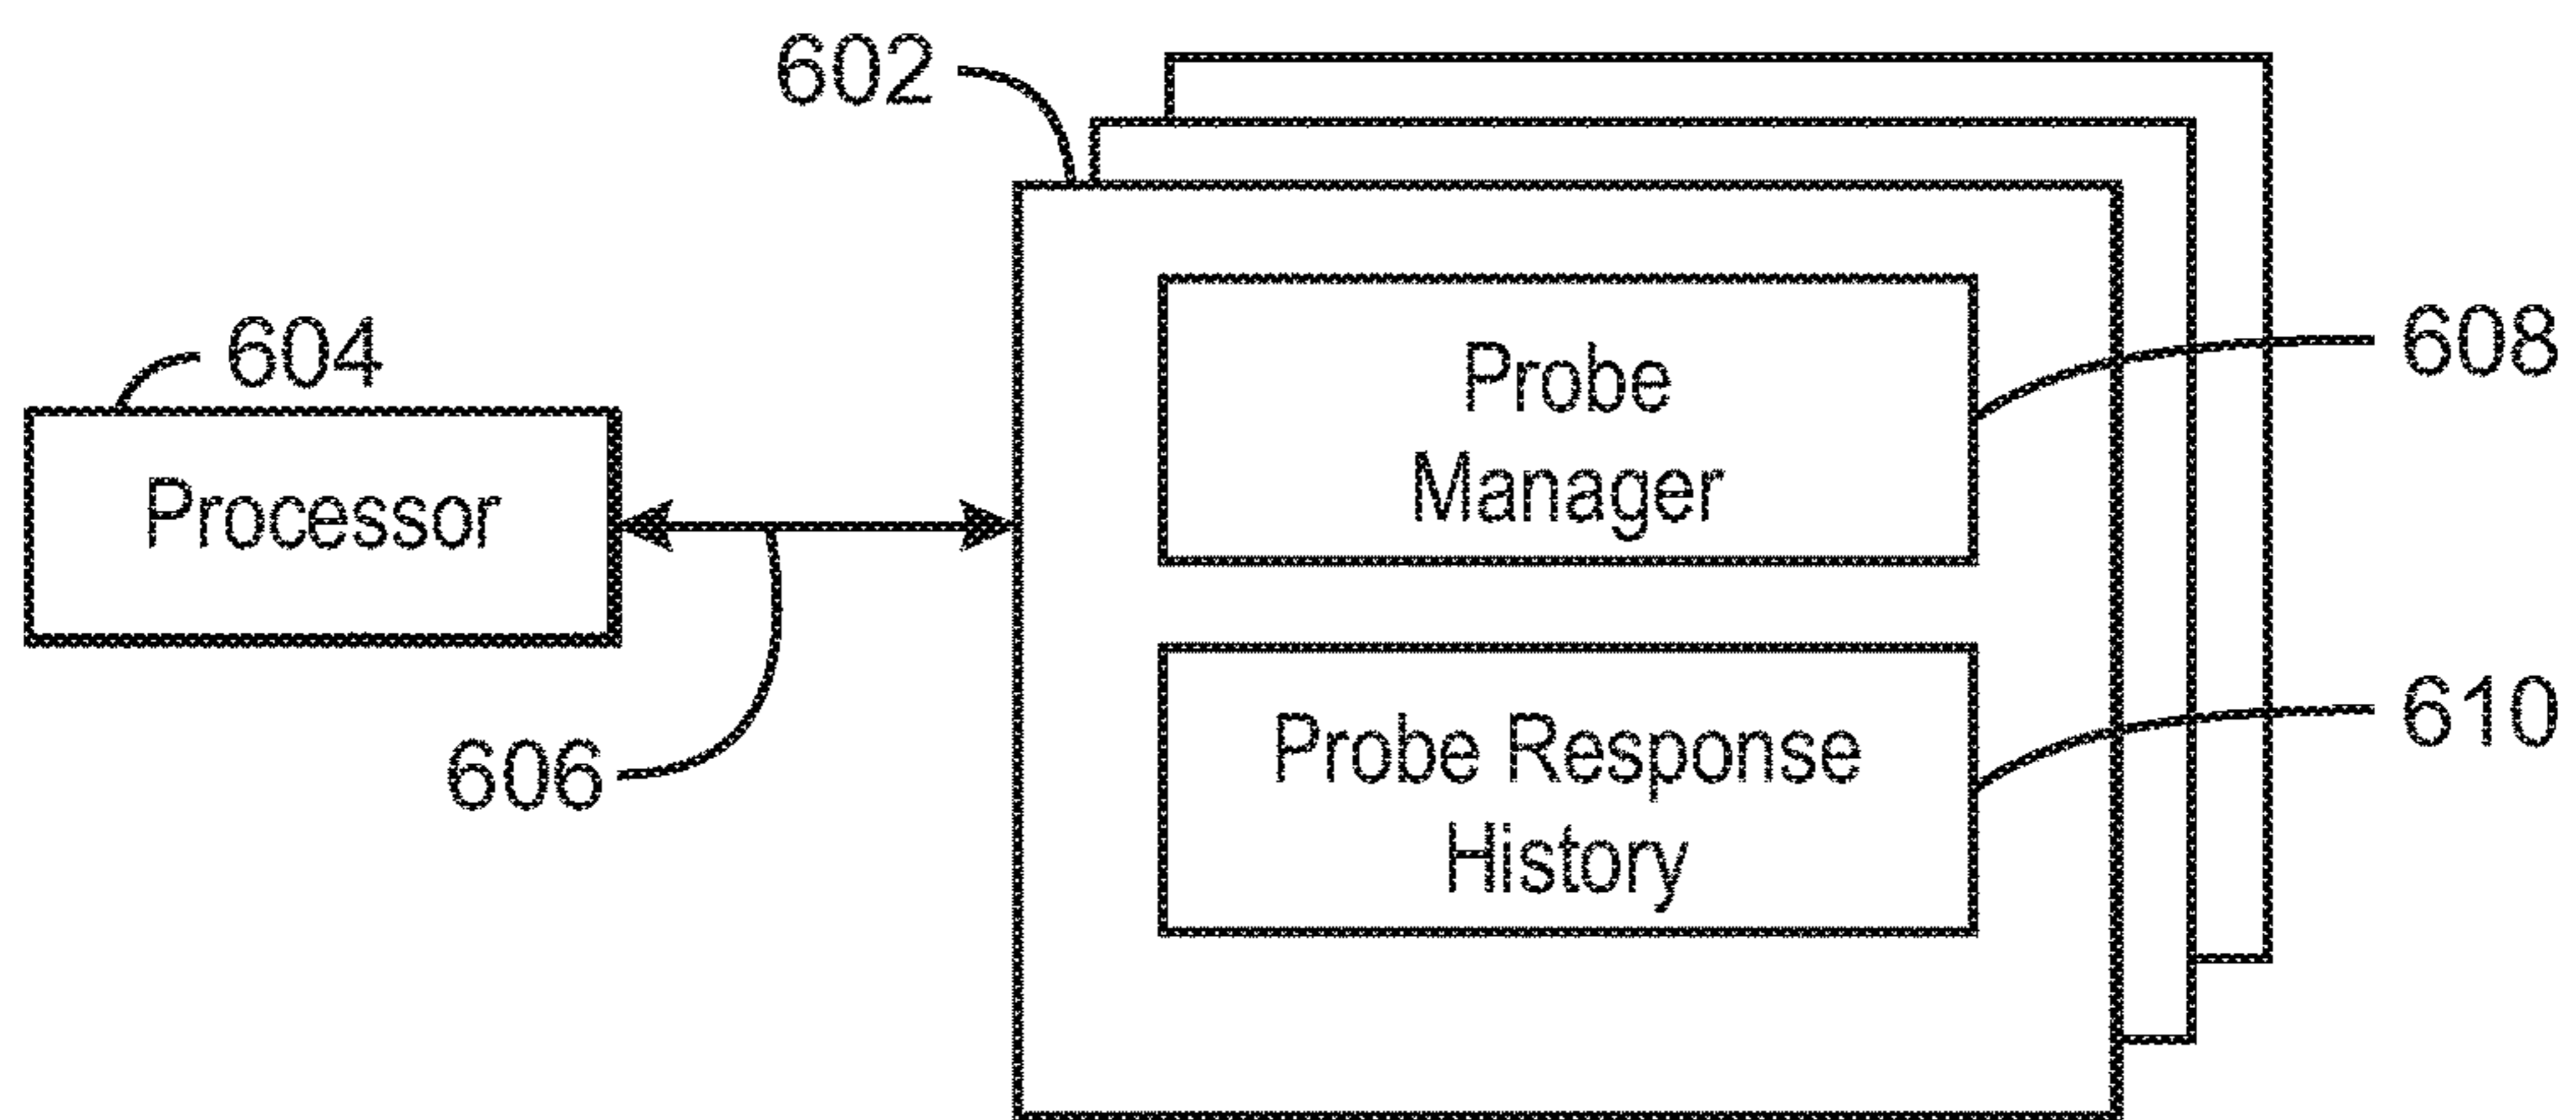 602
604
Processor
606
Probe
Manager
608
Probe Response
History
610